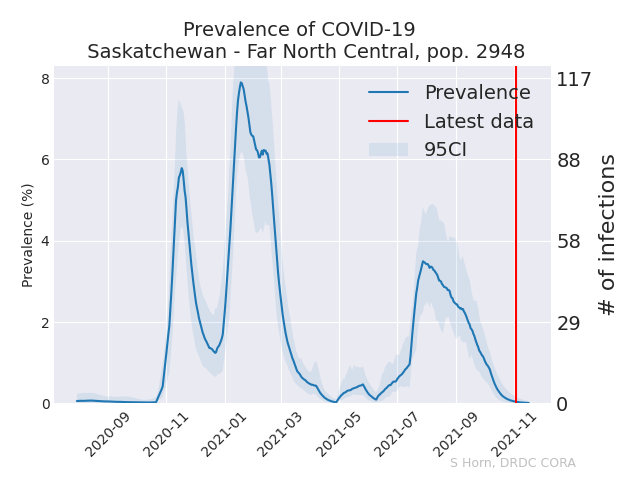 Prevalence of COVID-19
Saskatchewan - Far North Central, pop. 2948
Prevalence
Latest data
95CI
Prevalence (%)
8
6
4
2
0
117
88
58
29
0
# of infections
2020-09
2020-11
2021-01
2021-03
2021-05
2021-07
2021-09
2021-11
S Horn, DRDC CORA